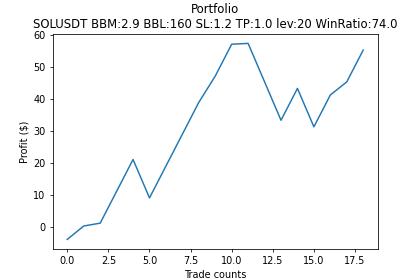 Portfolio
SOLUSDT BBM:2.9 BBL:160 SL:1.2 TP:1.0 lev:20 WinRatio:74.0
60
50
40
30
20
10
0
Profit ($)
0.0 2.5 5.0 7.5 10.0 12.5 15.0 17.5
Trade counts